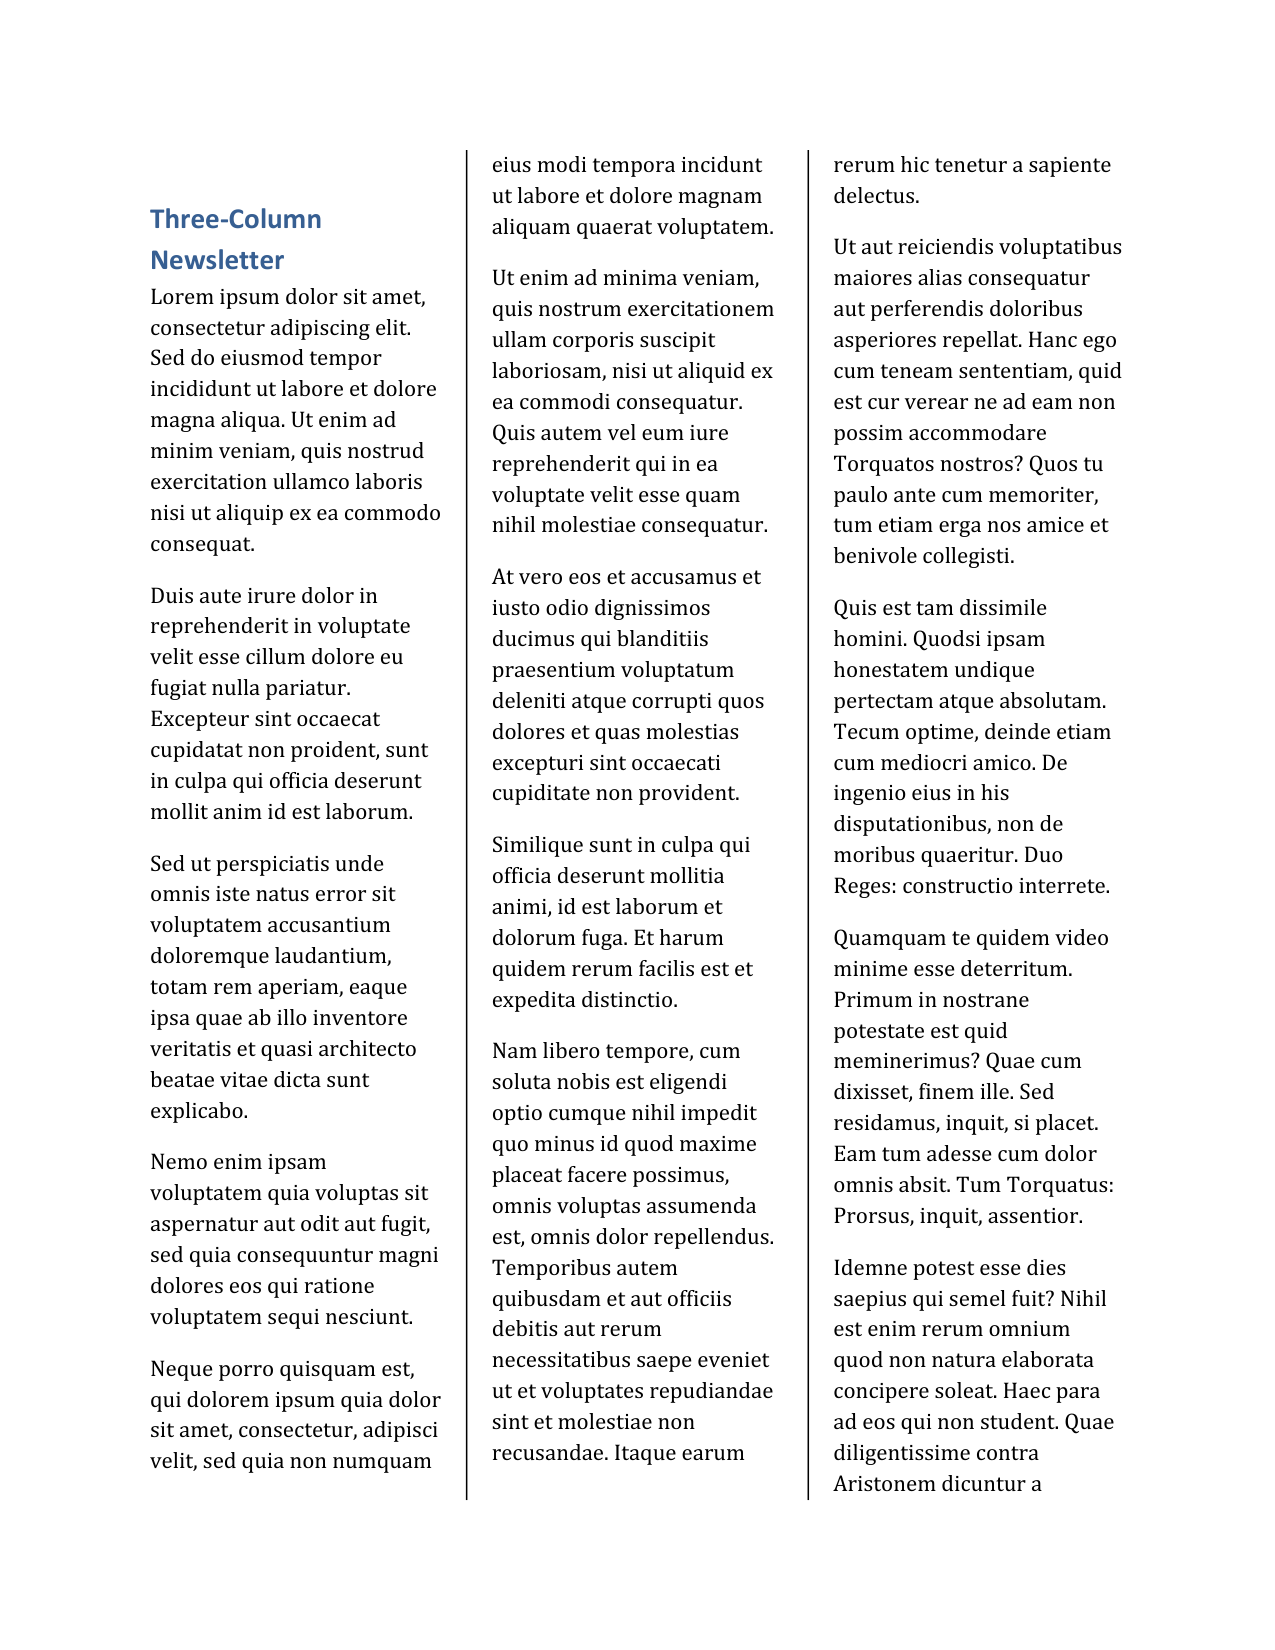 Three-Column
Newsletter
Lorem ipsum dolor sit amet,
consectetur adipiscing elit.
Sed do eiusmod tempor
incididunt ut labore et dolore
magna aliqua. Ut enim ad
minim veniam, quis nostrud
exercitation ullamco laboris
nisi ut aliquip ex ea commodo
consequat.
Duis aute irure dolor in
reprehenderit in voluptate
velit esse cillum dolore eu
fugiat nulla pariatur.
Excepteur sint occaecat
cupidatat non proident, sunt
in culpa qui officia deserunt
mollit anim id est laborum.
Sed ut perspiciatis unde
omnis iste natus error sit
voluptatem accusantium
doloremque laudantium,
totam rem aperiam, eaque
ipsa quae ab illo inventore
veritatis et quasi architecto
beatae vitae dicta sunt
explicabo.
Nemo enim ipsam
voluptatem quia voluptas sit
aspernatur aut odit aut fugit,
sed quia consequuntur magni
dolores eos qui ratione
voluptatem sequi nesciunt.
Neque porro quisquam est,
qui dolorem ipsum quia dolor
sit amet, consectetur, adipisci
velit, sed quia non numquam
eius modi tempora incidunt
ut labore et dolore magnam
aliquam quaerat voluptatem.
Ut enim ad minima veniam,
quis nostrum exercitationem
ullam corporis suscipit
laboriosam, nisi ut aliquid ex
ea commodi consequatur.
Quis autem vel eum iure
reprehenderit qui in ea
voluptate velit esse quam
nihil molestiae consequatur.
At vero eos et accusamus et
iusto odio dignissimos
ducimus qui blanditiis
praesentium voluptatum
deleniti atque corrupti quos
dolores et quas molestias
excepturi sint occaecati
cupiditate non provident.
Similique sunt in culpa qui
officia deserunt mollitia
animi, id est laborum et
dolorum fuga. Et harum
quidem rerum facilis est et
expedita distinctio.
Nam libero tempore, cum
soluta nobis est eligendi
optio cumque nihil impedit
quo minus id quod maxime
placeat facere possimus,
omnis voluptas assumenda
est, omnis dolor repellendus.
Temporibus autem
quibusdam et aut officiis
debitis aut rerum
necessitatibus saepe eveniet
ut et voluptates repudiandae
sint et molestiae non
recusandae. Itaque earum
rerum hic tenetur a sapiente
delectus.
Ut aut reiciendis voluptatibus
maiores alias consequatur
aut perferendis doloribus
asperiores repellat. Hanc ego
cum teneam sententiam, quid
est cur verear ne ad eam non
possim accommodare
Torquatos nostros? Quos tu
paulo ante cum memoriter,
tum etiam erga nos amice et
benivole collegisti.
Quis est tam dissimile
homini. Quodsi ipsam
honestatem undique
pertectam atque absolutam.
Tecum optime, deinde etiam
cum mediocri amico. De
ingenio eius in his
disputationibus, non de
moribus quaeritur. Duo
Reges: constructio interrete.
Quamquam te quidem video
minime esse deterritum.
Primum in nostrane
potestate est quid
meminerimus? Quae cum
dixisset, finem ille. Sed
residamus, inquit, si placet.
Eam tum adesse cum dolor
omnis absit. Tum Torquatus:
Prorsus, inquit, assentior.
Idemne potest esse dies
saepius qui semel fuit? Nihil
est enim rerum omnium
quod non natura elaborata
concipere soleat. Haec para
ad eos qui non student. Quae
diligentissime contra
Aristonem dicuntur a